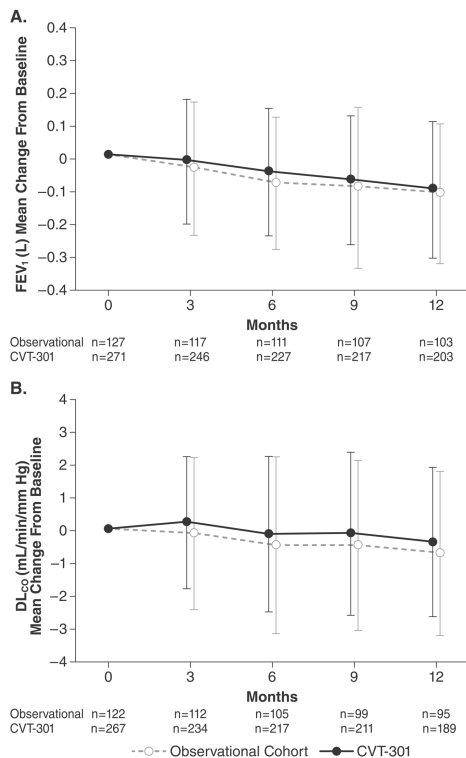 A.
FEV₁ (L) Mean Change From Baseline
0.4
0.3
0.2
0.1
0
–0.1
–0.2
–0.3
–0.4
0 3 6 9 12
Months
Observational n=127 n=117 n=111 n=107 n=103
CVT-301 n=271 n=246 n=227 n=217 n=203
B.
DLCO (mL/min/mm Hg)
Mean Change From Baseline
4
3
2
1
0
–1
–2
–3
–4
0 3 6 9 12
Months
Observational n=122 n=112 n=105 n=99 n=95
CVT-301 n=267 n=234 n=217 n=211 n=189
Observational Cohort CVT-301